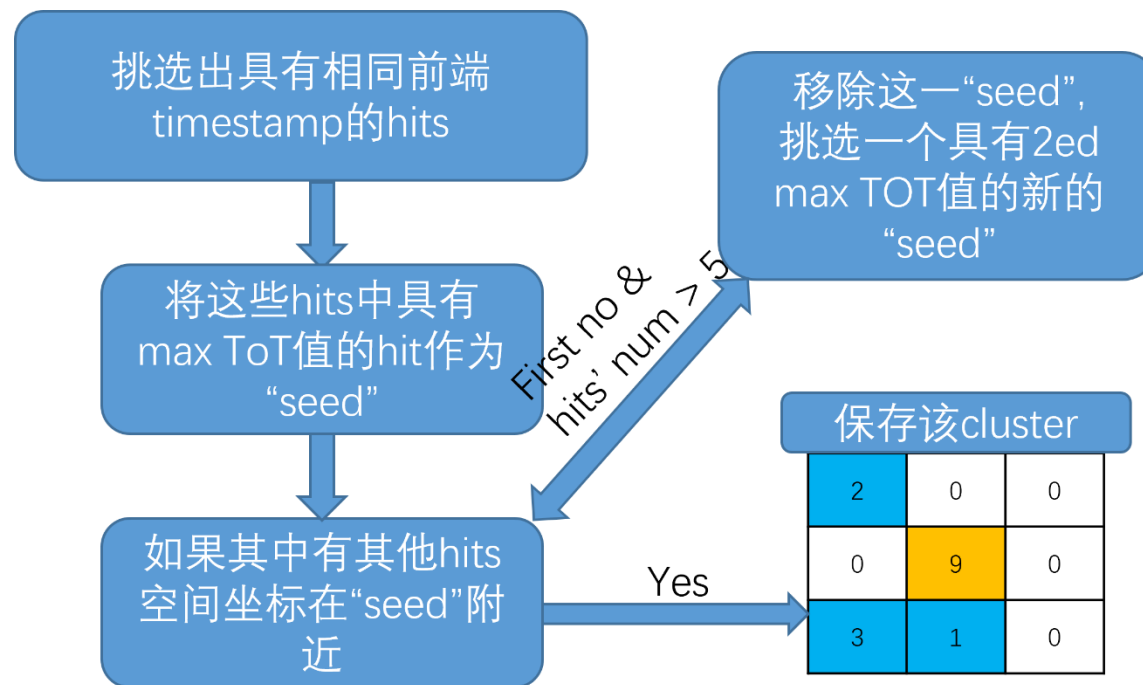 挑选出具有相同前端
timestamp的hits
将这些hits中具有
max ToT值的hit作为
“seed”
如果其中有其他hits
空间坐标在“seed”附
近
First no &
hits’ num > 5
移除这一“seed”,
挑选一个具有2ed
max TOT值的新的
“seed”
Yes
保存该cluster
2 0 0
0 9 0
3 1 0